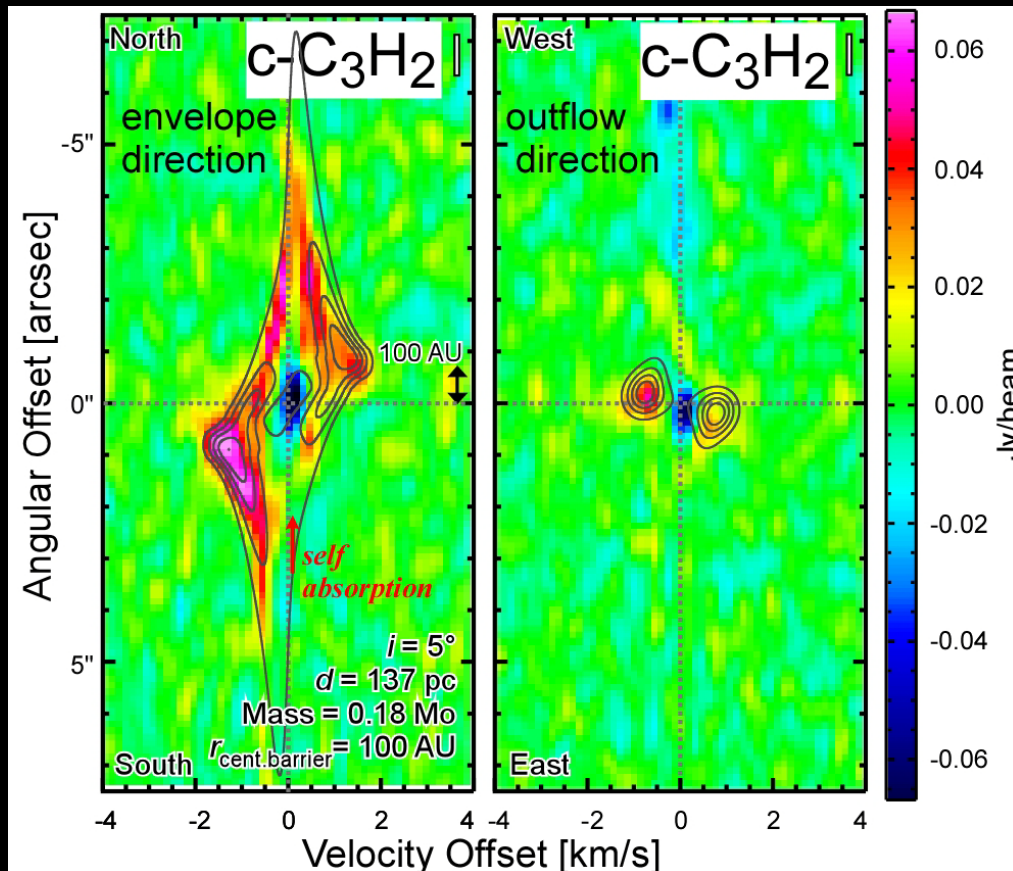 North
c-C₃H₂
envelope
direction
100 AU
self
absorption
i = 5°
d = 137 pc
Mass = 0.18 Mo
r cent.barrier = 100 AU
South
West
c-C₃H₂
outflow
direction
East
-5"
0"
5"
Angular Offset [arcsec]
-4 -2 0 2 4
-4 -2 0 2 4
Velocity Offset [km/s]
0.06
0.04
0.02
0.00
-0.02
-0.04
-0.06
Jy/beam